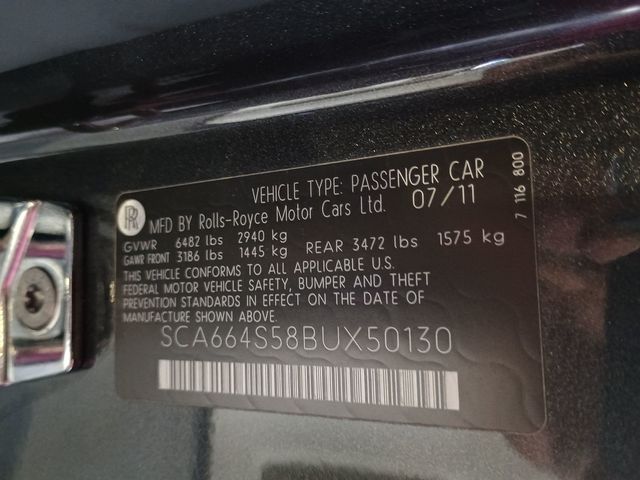 VEHICLE TYPE: PASSENGER CAR
RR MFD BY Rolls-Royce Motor Cars Ltd. 07/11
GVWR 6482 lbs 2940 kg
GAWR FRONT 3186 lbs 1445 kg REAR 3472 lbs 1575 kg
THIS VEHICLE CONFORMS TO ALL APPLICABLE U.S.
FEDERAL MOTOR VEHICLE SAFETY, BUMPER AND THEFT
PREVENTION STANDARDS IN EFFECT ON THE DATE OF
MANUFACTURE SHOWN ABOVE.
SCA664S58BUX50130
7 116 800